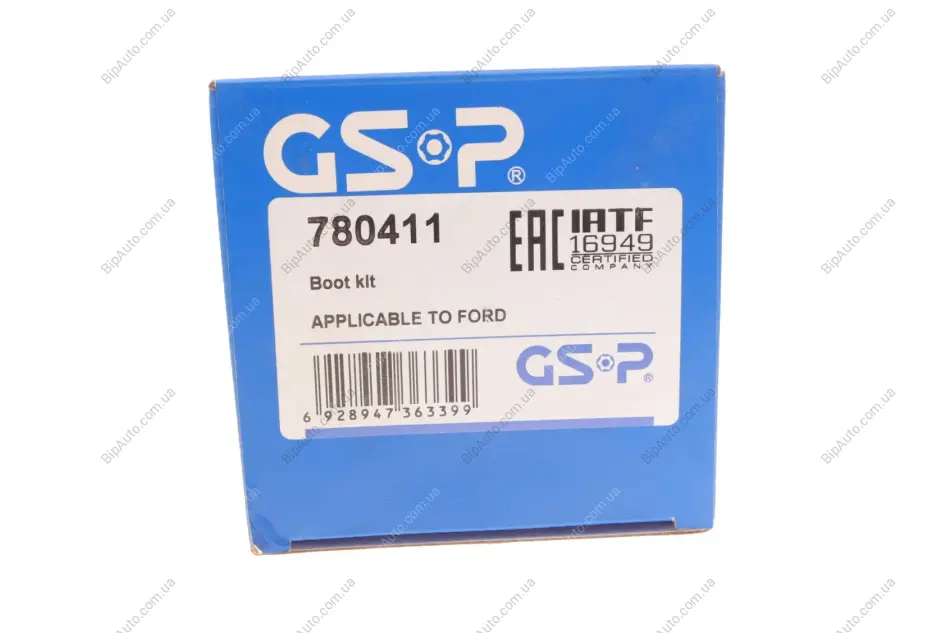 GSP®
780411
EAC
IATF
16949
CERTIFIED
COMPANY
Boot kit
APPLICABLE TO FORD
GSP®
6 928947 363399
BipAuto.com.ua